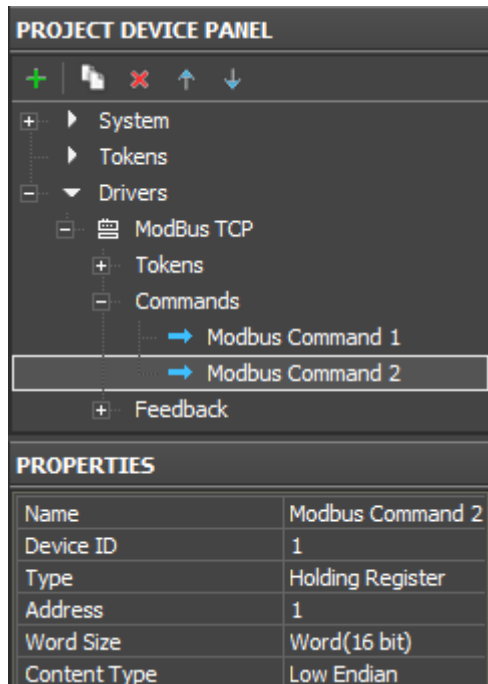 PROJECT DEVICE PANEL
System
Tokens
Drivers
ModBus TCP
Tokens
Commands
Modbus Command 1
Modbus Command 2
Feedback
PROPERTIES
Name Modbus Command 2
Device ID 1
Type Holding Register
Address 1
Word Size Word(16 bit)
Content Type Low Endian